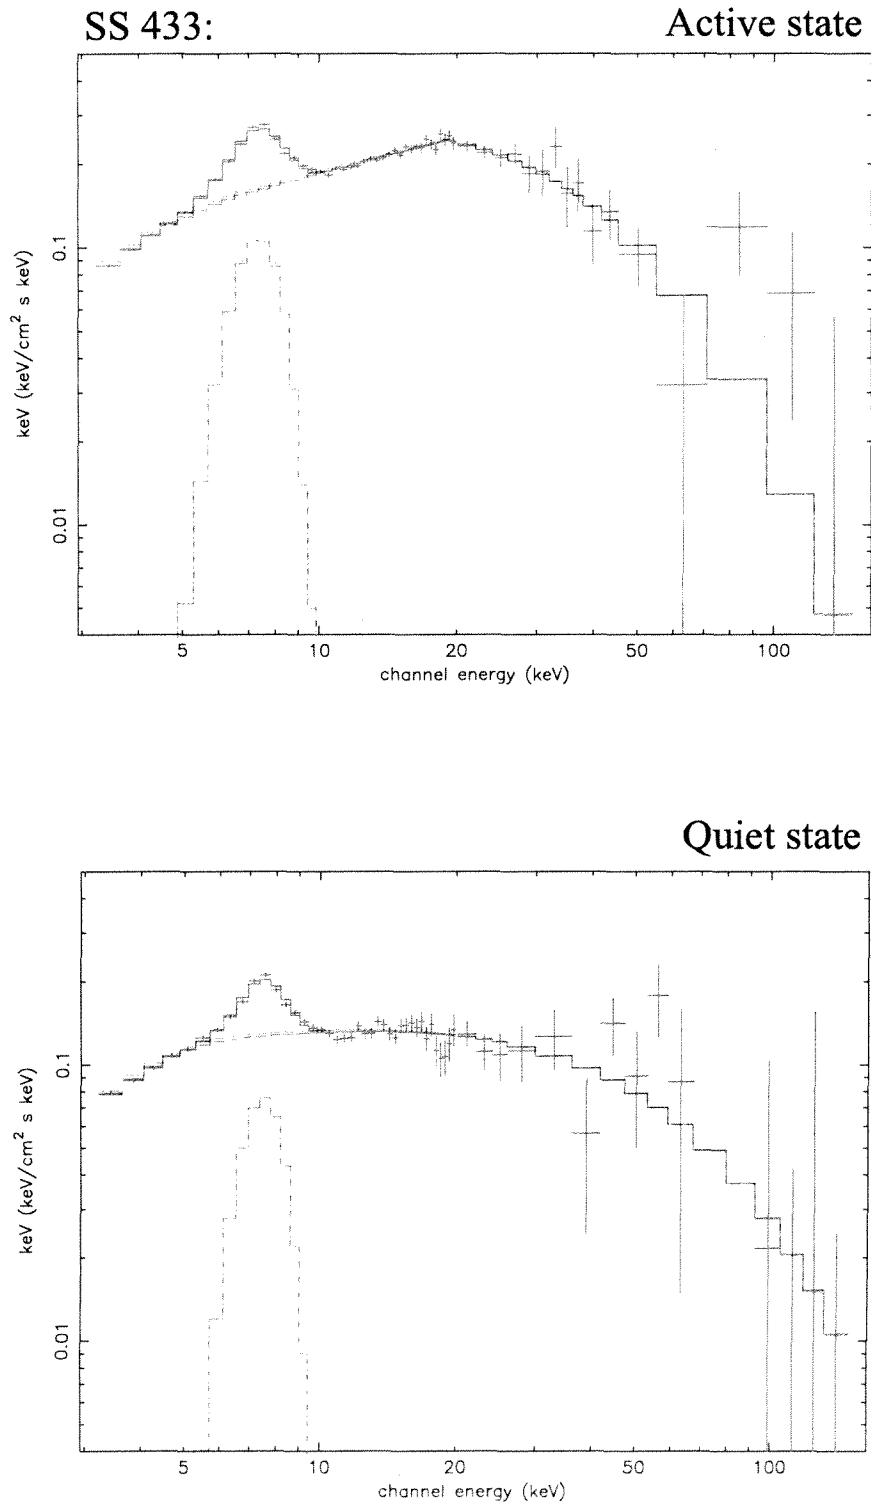 SS 433: Active state
0.1
0.01
keV (keV/cm² s keV)
5 10 20 50 100
channel energy (keV)
Quiet state
0.1
0.01
keV (keV/cm² s keV)
5 10 20 50 100
channel energy (keV)